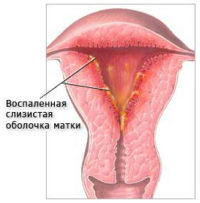 Воспаленная
слизистая
оболочка матки